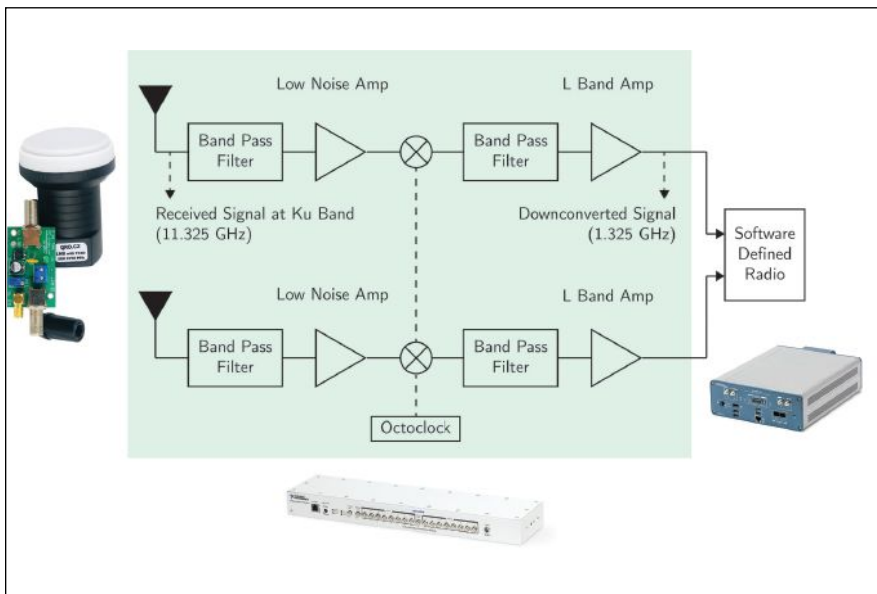 Low Noise Amp
L Band Amp
Band Pass
Filter
Band Pass
Filter
Received Signal at Ku Band
(11.325 GHz)
Downconverted Signal
(1.325 GHz)
Software
Defined
Radio
Low Noise Amp
L Band Amp
Band Pass
Filter
Band Pass
Filter
Octoclock